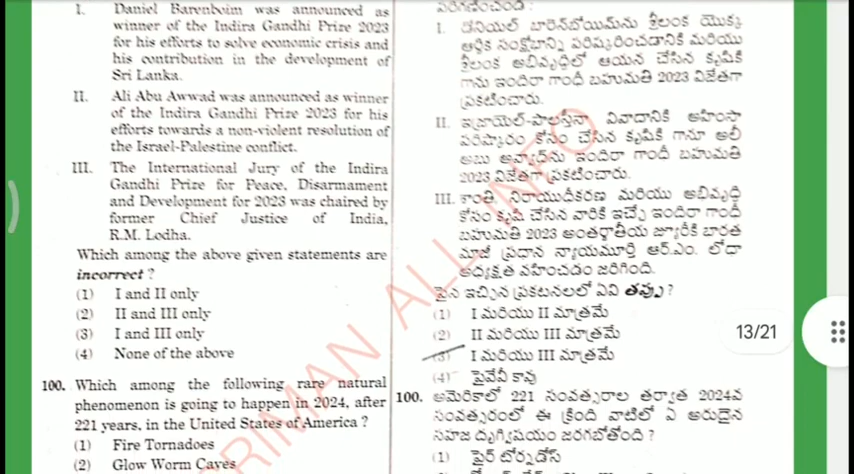 I. Daniel Barenboim was announced as
winner of the Indira Gandhi Prize 2023
for his efforts to solve economic crisis and
his contribution in the development of
Sri Lanka.
II. Ali Abu Awwad was announced as winner
of the Indira Gandhi Prize 2023 for his
efforts towards a non-violent resolution of
the Israel-Palestine conflict.
III. The International Jury of the Indira
Gandhi Prize for Peace, Disarmament
and Development for 2023 was chaired by
former Chief Justice of India,
R.M. Lodha.
Which among the above given statements are
incorrect ?
(1) I and II only
(2) II and III only
(3) I and III only
(4) None of the above
100. Which among the following rare natural
phenomenon is going to happen in 2024, after
221 years, in the United States of America ?
(1) Fire Tornadoes
(2) Glow Worm Caves
పరిగణించండి :
I. డేనియల్ బారెన్‌బోయిమ్‌ను శ్రీలంక యొక్క
ఆర్థిక సంక్షోభాన్ని పరిష్కరించడానికి మరియు
శ్రీలంక అభివృద్ధిలో ఆయన చేసిన కృషికి
గాను ఇందిరా గాంధీ బహుమతి 2023 విజేతగా
ప్రకటించారు.
II. ఇజ్రాయెల్-పాలస్తీనా వివాదానికి అహింసా
పరిష్కారం కోసం చేసిన కృషికి గానూ అలీ
అబు అవ్వాద్‌ను ఇందిరా గాంధీ బహుమతి
2023 విజేతగా ప్రకటించారు.
III. శాంతి, నిరాయుదీకరణ మరియు అభివృద్ధి
కోసం కృషి చేసిన వారికి ఇచ్చే ఇందిరా గాంధీ
బహుమతి 2023 అంతర్జాతీయ జ్యూరీకి భారత
మాజీ ప్రధాన న్యాయమూర్తి ఆర్.ఎం. లోధా
అధ్యక్షత వహించడం జరిగింది.
పైన ఇచ్చిన ప్రకటనలలో ఏవి తప్పు ?
(1) I మరియు II మాత్రమే
(2) II మరియు III మాత్రమే
(3) I మరియు III మాత్రమే
(4) పైవేవీ కావు
100. అమెరికాలో 221 సంవత్సరాల తర్వాత 2024వ
సంవత్సరంలో ఈ క్రింది వాటిలో ఏ అరుదైన
సహజ దృగ్విషయం జరగబోతోంది ?
(1) ఫైర్ టోర్నడోస్
13/21
RIMAN ALL INFO